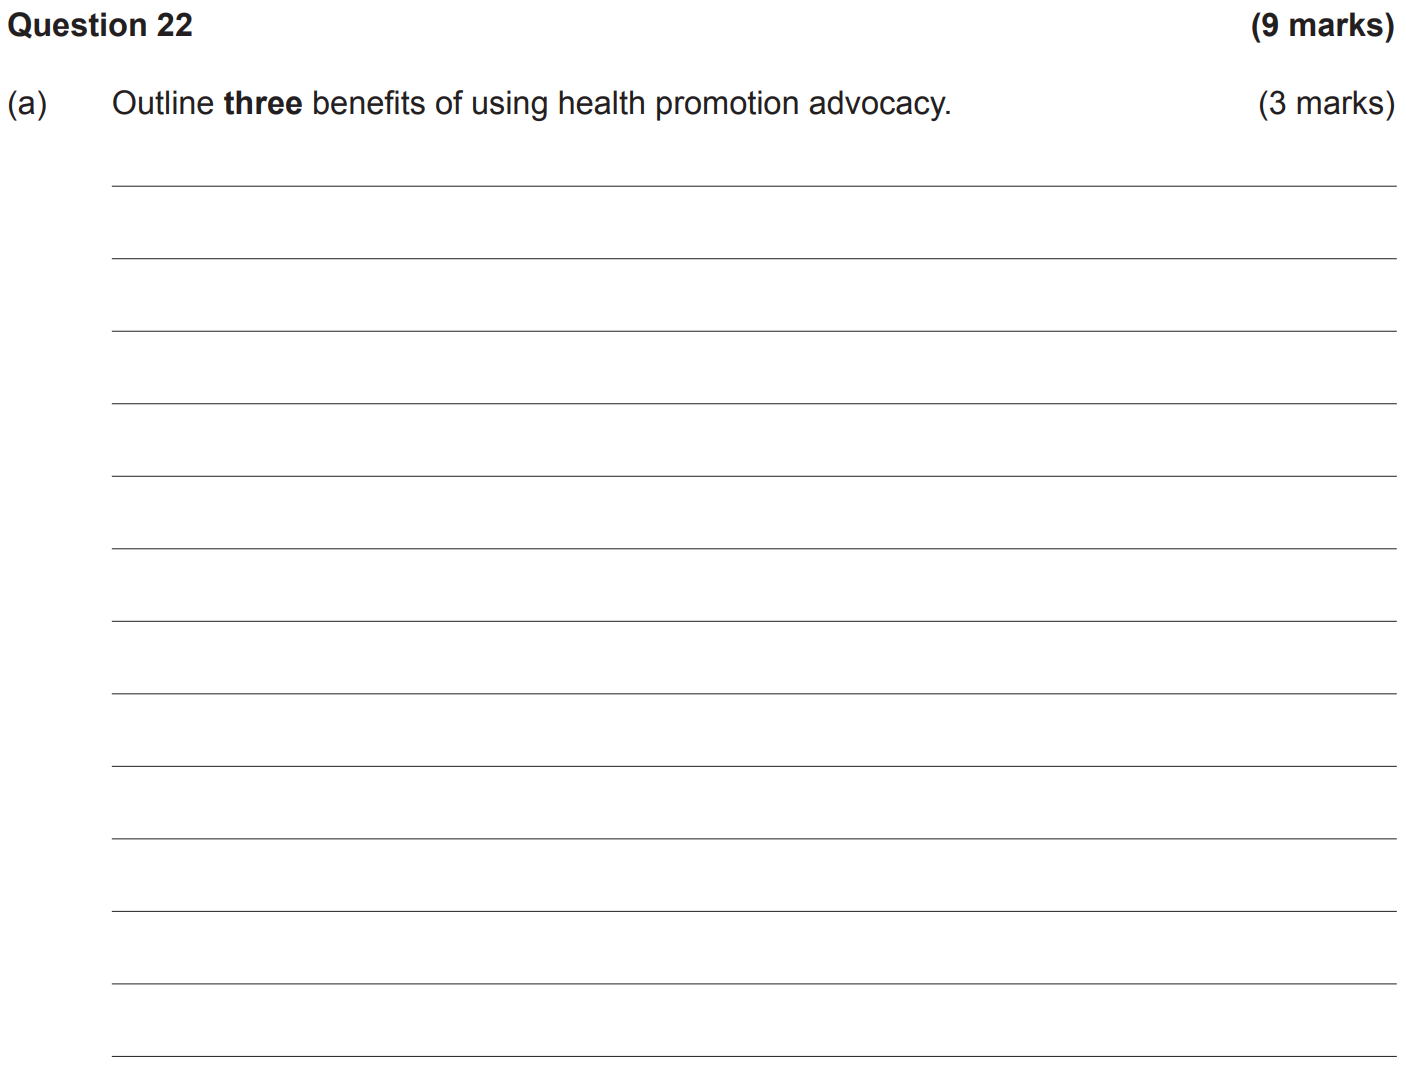 Question 22 (9 marks)
(a) Outline three benefits of using health promotion advocacy. (3 marks)